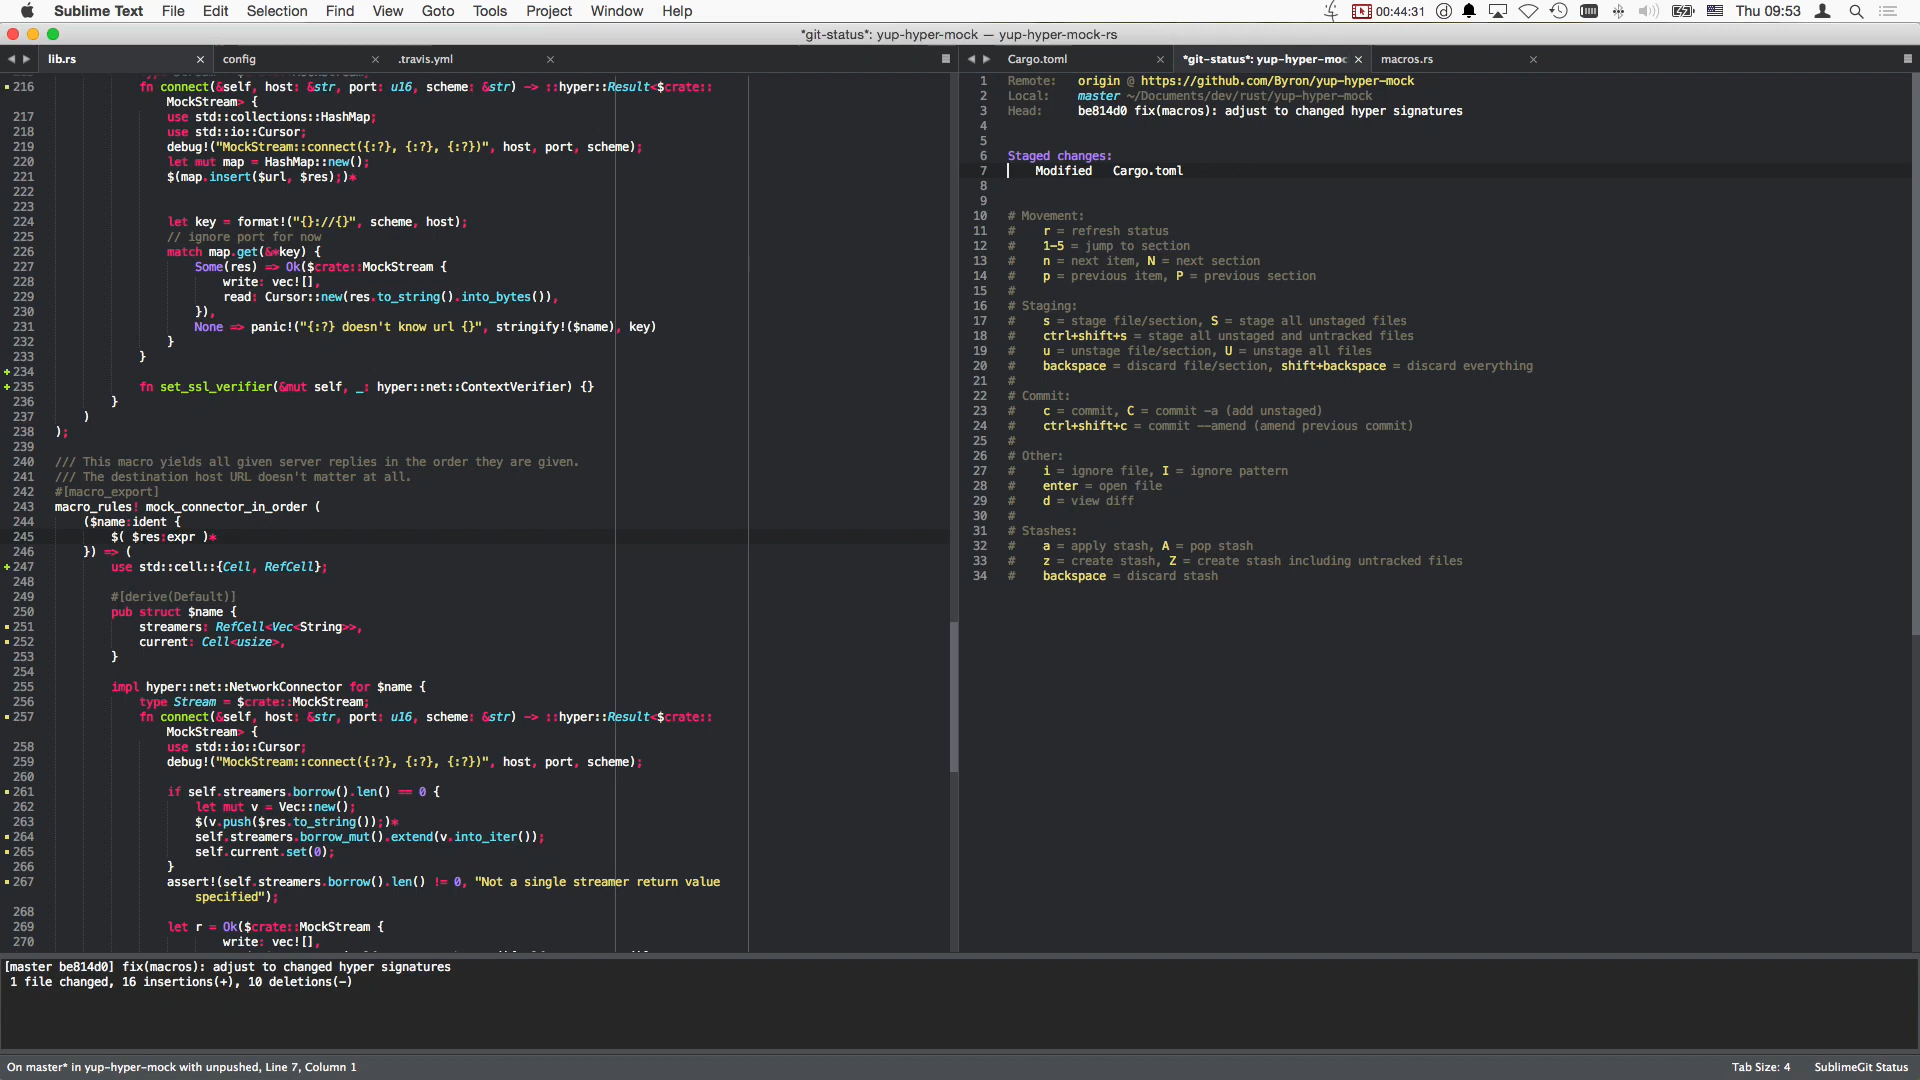 Sublime Text File Edit Selection Find View Goto Tools Project Window Help 00:44:31 Thu 09:53
*git-status*: yup-hyper-mock — yup-hyper-mock-rs
lib.rs config .travis.yml
216 fn connect(&self, host: &str, port: u16, scheme: &str) -> ::hyper::Result<$crate::
MockStream> {
217 use std::collections::HashMap;
218 use std::io::Cursor;
219 debug!("MockStream::connect({:?}, {:?}, {:?})", host, port, scheme);
220 let mut map = HashMap::new();
221 $(map.insert($url, $res);)*
222
223
224 let key = format!("{}://{}", scheme, host);
225 // ignore port for now
226 match map.get(&*key) {
227 Some(res) => Ok($crate::MockStream {
228 write: vec![],
229 read: Cursor::new(res.to_string().into_bytes()),
230 }),
231 None => panic!("{:?} doesn't know url {}", stringify!($name), key)
232 }
233 }
234
235 fn set_ssl_verifier(&mut self, _: hyper::net::ContextVerifier) {}
236 }
237 )
238 );
239
240 /// This macro yields all given server replies in the order they are given.
241 /// The destination host URL doesn't matter at all.
242 #[macro_export]
243 macro_rules! mock_connector_in_order (
244 ($name:ident {
245 $( $res:expr )*
246 }) => (
247 use std::cell::{Cell, RefCell};
248
249 #[derive(Default)]
250 pub struct $name {
251 streamers: RefCell<Vec<String>>,
252 current: Cell<usize>,
253 }
254
255 impl hyper::net::NetworkConnector for $name {
256 type Stream = $crate::MockStream;
257 fn connect(&self, host: &str, port: u16, scheme: &str) -> ::hyper::Result<$crate::
MockStream> {
258 use std::io::Cursor;
259 debug!("MockStream::connect({:?}, {:?}, {:?})", host, port, scheme);
260
261 if self.streamers.borrow().len() == 0 {
262 let mut v = Vec::new();
263 $(v.push($res.to_string());)*
264 self.streamers.borrow_mut().extend(v.into_iter());
265 self.current.set(0);
266 }
267 assert!(self.streamers.borrow().len() != 0, "Not a single streamer return value
specified");
268
269 let r = Ok($crate::MockStream {
270 write: vec![],
Cargo.toml *git-status*: yup-hyper-moc macros.rs
1 Remote: origin @ https://github.com/Byron/yup-hyper-mock
2 Local: master ~/Documents/dev/rust/yup-hyper-mock
3 Head: be814d0 fix(macros): adjust to changed hyper signatures
4
5
6 Staged changes:
7 Modified Cargo.toml
8
9
10 # Movement:
11 # r = refresh status
12 # 1-5 = jump to section
13 # n = next item, N = next section
14 # p = previous item, P = previous section
15 #
16 # Staging:
17 # s = stage file/section, S = stage all unstaged files
18 # ctrl+shift+s = stage all unstaged and untracked files
19 # u = unstage file/section, U = unstage all files
20 # backspace = discard file/section, shift+backspace = discard everything
21 #
22 # Commit:
23 # c = commit, C = commit -a (add unstaged)
24 # ctrl+shift+c = commit --amend (amend previous commit)
25 #
26 # Other:
27 # i = ignore file, I = ignore pattern
28 # enter = open file
29 # d = view diff
30 #
31 # Stashes:
32 # a = apply stash, A = pop stash
33 # z = create stash, Z = create stash including untracked files
34 # backspace = discard stash
[master be814d0] fix(macros): adjust to changed hyper signatures
1 file changed, 16 insertions(+), 10 deletions(-)
On master* in yup-hyper-mock with unpushed, Line 7, Column 1 Tab Size: 4 SublimeGit Status